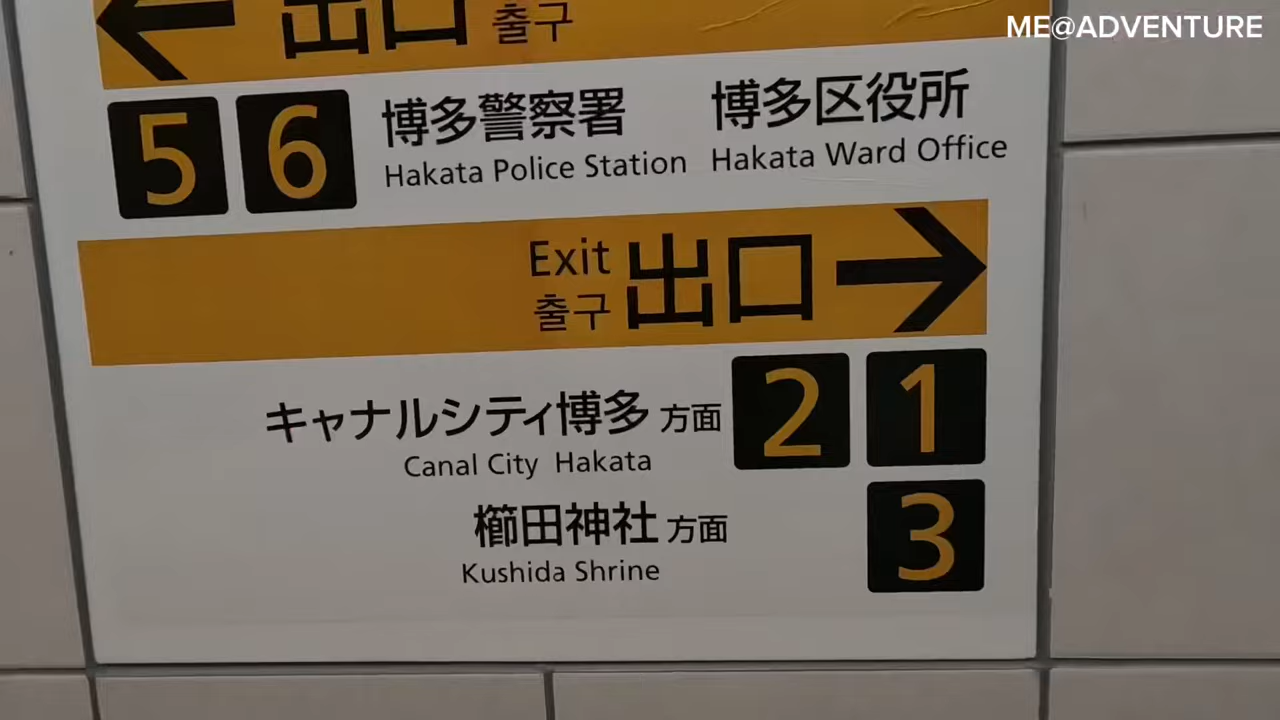 ME@ADVENTURE
← 出口 출구
5 6 博多警察署 博多区役所
Hakata Police Station Hakata Ward Office
Exit 출구 出口 →
キャナルシティ博多 方面 2 1
Canal City Hakata
櫛田神社 方面 3
Kushida Shrine